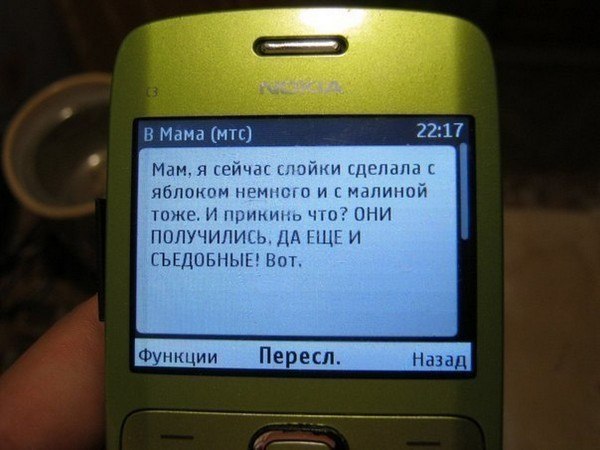 C3
NOKIA
В Мама (мтс) 22:17
Мам, я сейчас слойки сделала с
яблоком немного и с малиной
тоже. И прикинь что? ОНИ
ПОЛУЧИЛИСЬ, ДА ЕЩЕ И
СЪЕДОБНЫЕ! Вот.
Функции Пересл. Назад